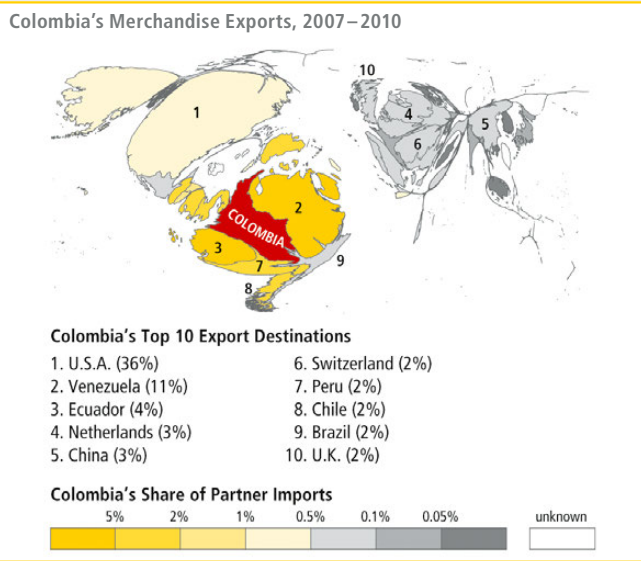 Colombia's Merchandise Exports, 2007–2010
10
1
4
5
6
2
COLOMBIA
3
9
7
8
Colombia's Top 10 Export Destinations
1. U.S.A. (36%)
2. Venezuela (11%)
3. Ecuador (4%)
4. Netherlands (3%)
5. China (3%)
6. Switzerland (2%)
7. Peru (2%)
8. Chile (2%)
9. Brazil (2%)
10. U.K. (2%)
Colombia's Share of Partner Imports
5% 2% 1% 0.5% 0.1% 0.05% unknown